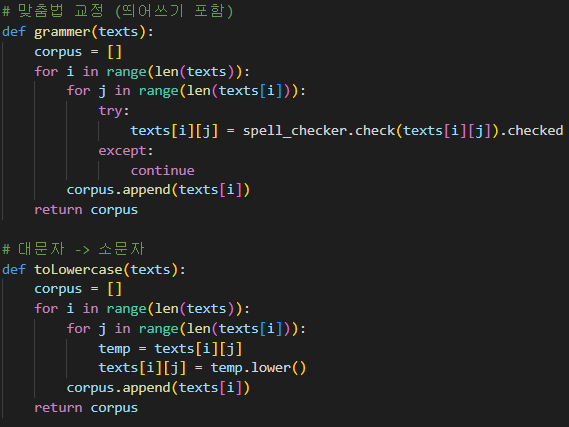 # 맞춤법 교정 (띄어쓰기 포함)
def grammer(texts):
    corpus = []
    for i in range(len(texts)):
        for j in range(len(texts[i])):
            try:
                texts[i][j] = spell_checker.check(texts[i][j]).checked
            except:
                continue
        corpus.append(texts[i])
    return corpus

# 대문자 -> 소문자
def toLowercase(texts):
    corpus = []
    for i in range(len(texts)):
        for j in range(len(texts[i])):
            temp = texts[i][j]
            texts[i][j] = temp.lower()
        corpus.append(texts[i])
    return corpus